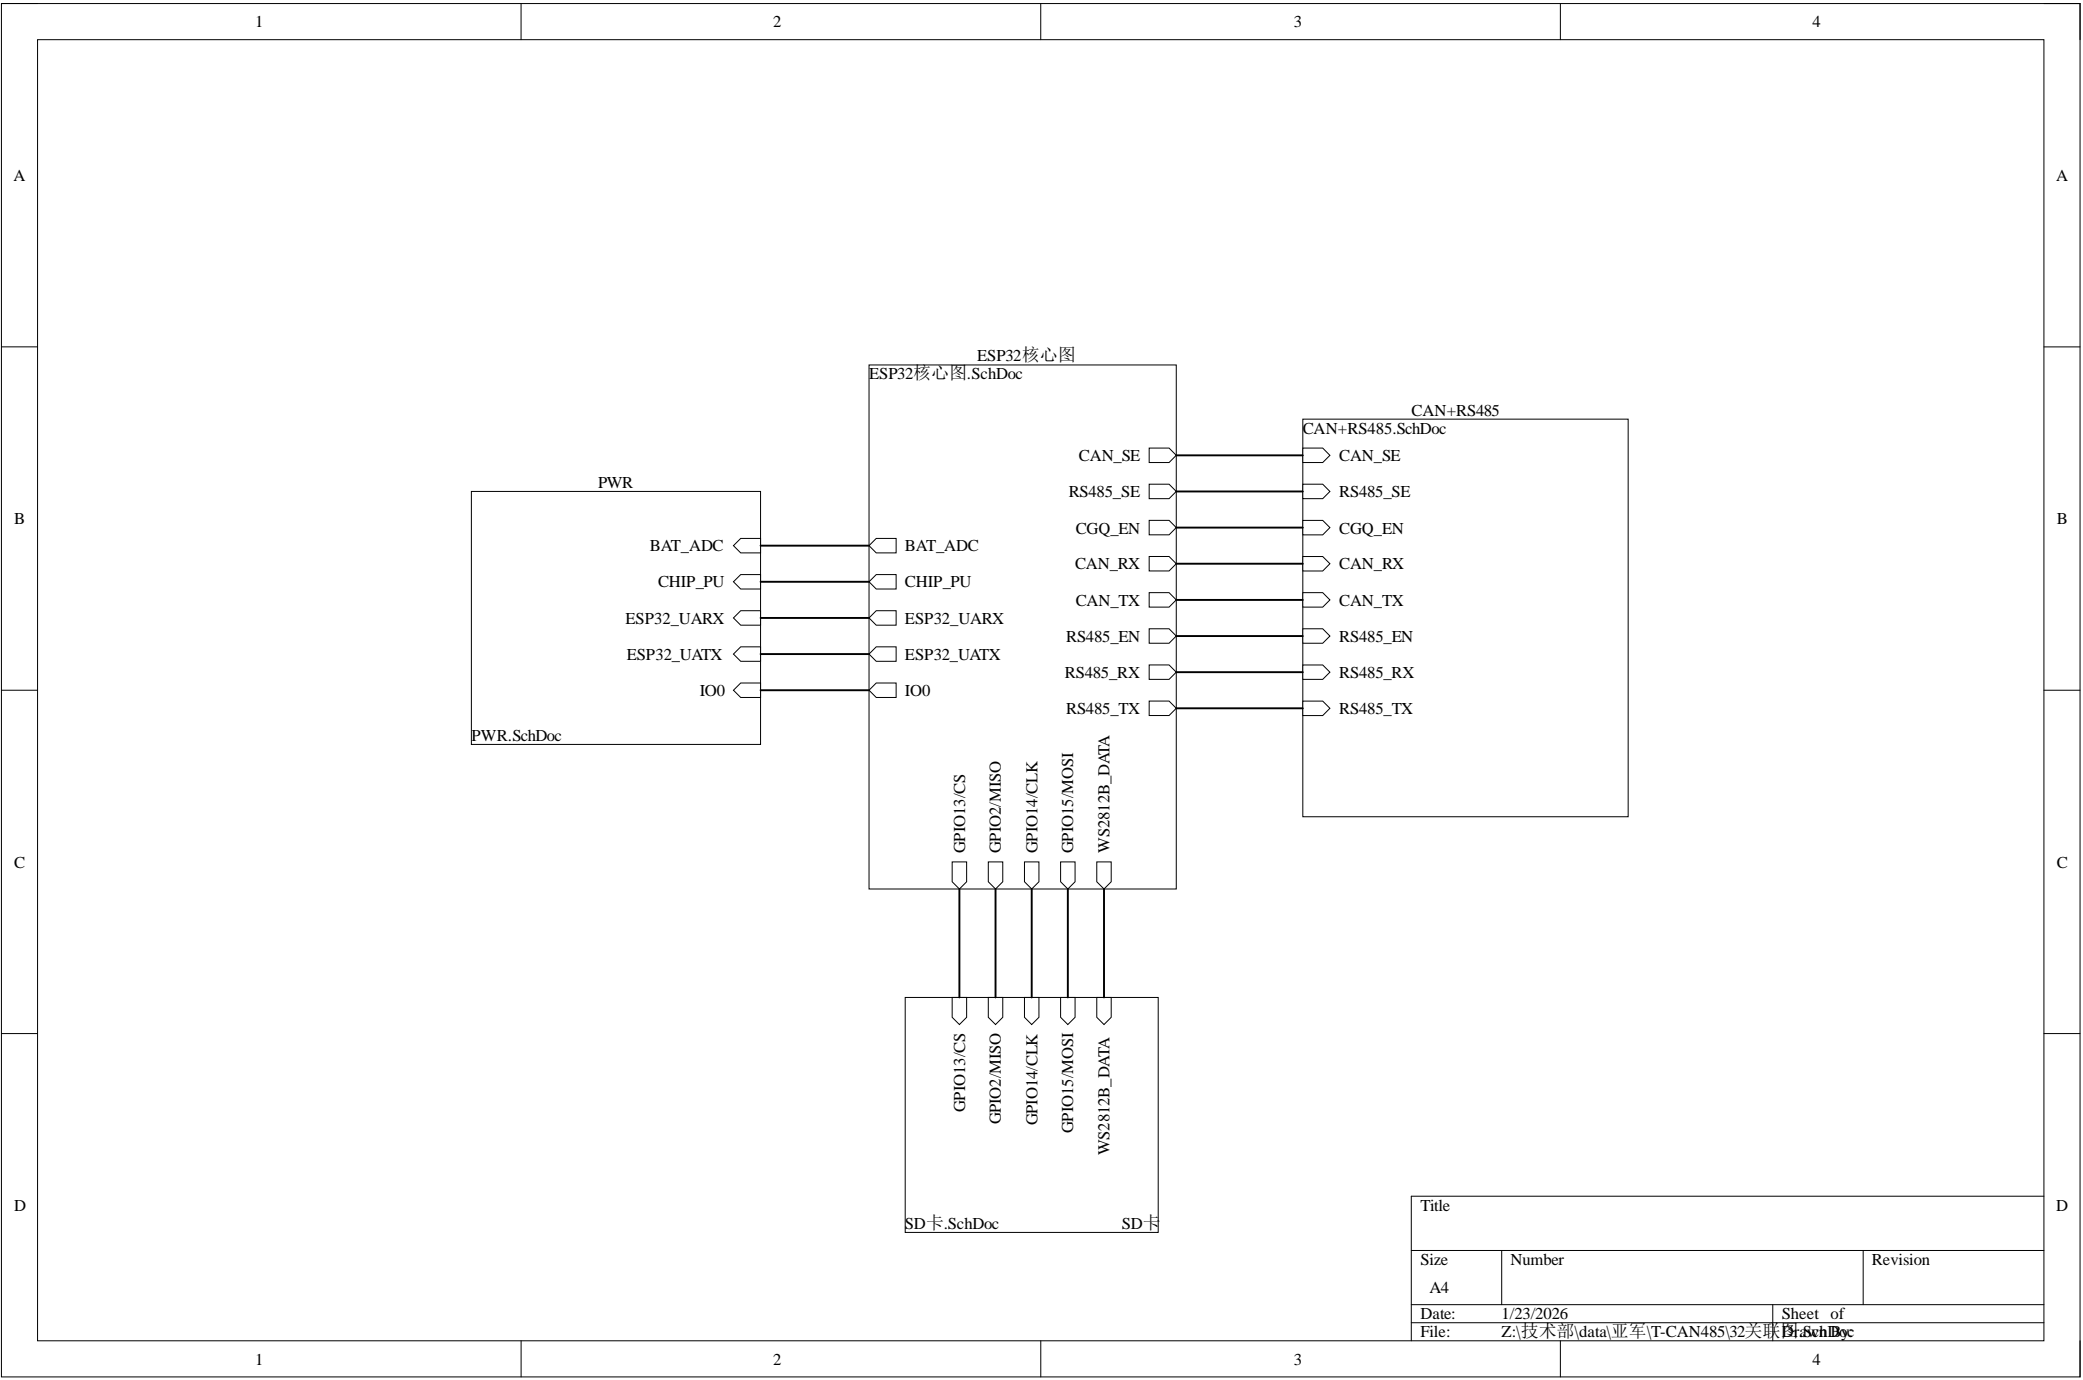 1 2 3 4
A A
ESP32核心图
ESP32核心图.SchDoc
CAN+RS485
CAN+RS485.SchDoc
CAN_SE CAN_SE
PWR
RS485_SE RS485_SE
B B
CGQ_EN CGQ_EN
BAT_ADC BAT_ADC
CAN_RX CAN_RX
CHIP_PU CHIP_PU
CAN_TX CAN_TX
ESP32_UARX ESP32_UARX
RS485_EN RS485_EN
ESP32_UATX ESP32_UATX
RS485_RX RS485_RX
IO0 IO0
RS485_TX RS485_TX
PWR.SchDoc
GPIO13/CS
GPIO2/MISO
GPIO14/CLK
GPIO15/MOSI
WS2812B_DATA
C C
GPIO13/CS
GPIO2/MISO
GPIO14/CLK
GPIO15/MOSI
WS2812B_DATA
D D
SD卡.SchDoc SD卡
Title
Size Number Revision
A4
Date: 1/23/2026 Sheet of
File: Z:\技术部\data\亚军\T-CAN485\32关联图.SchDoc Drawn By:
1 2 3 4